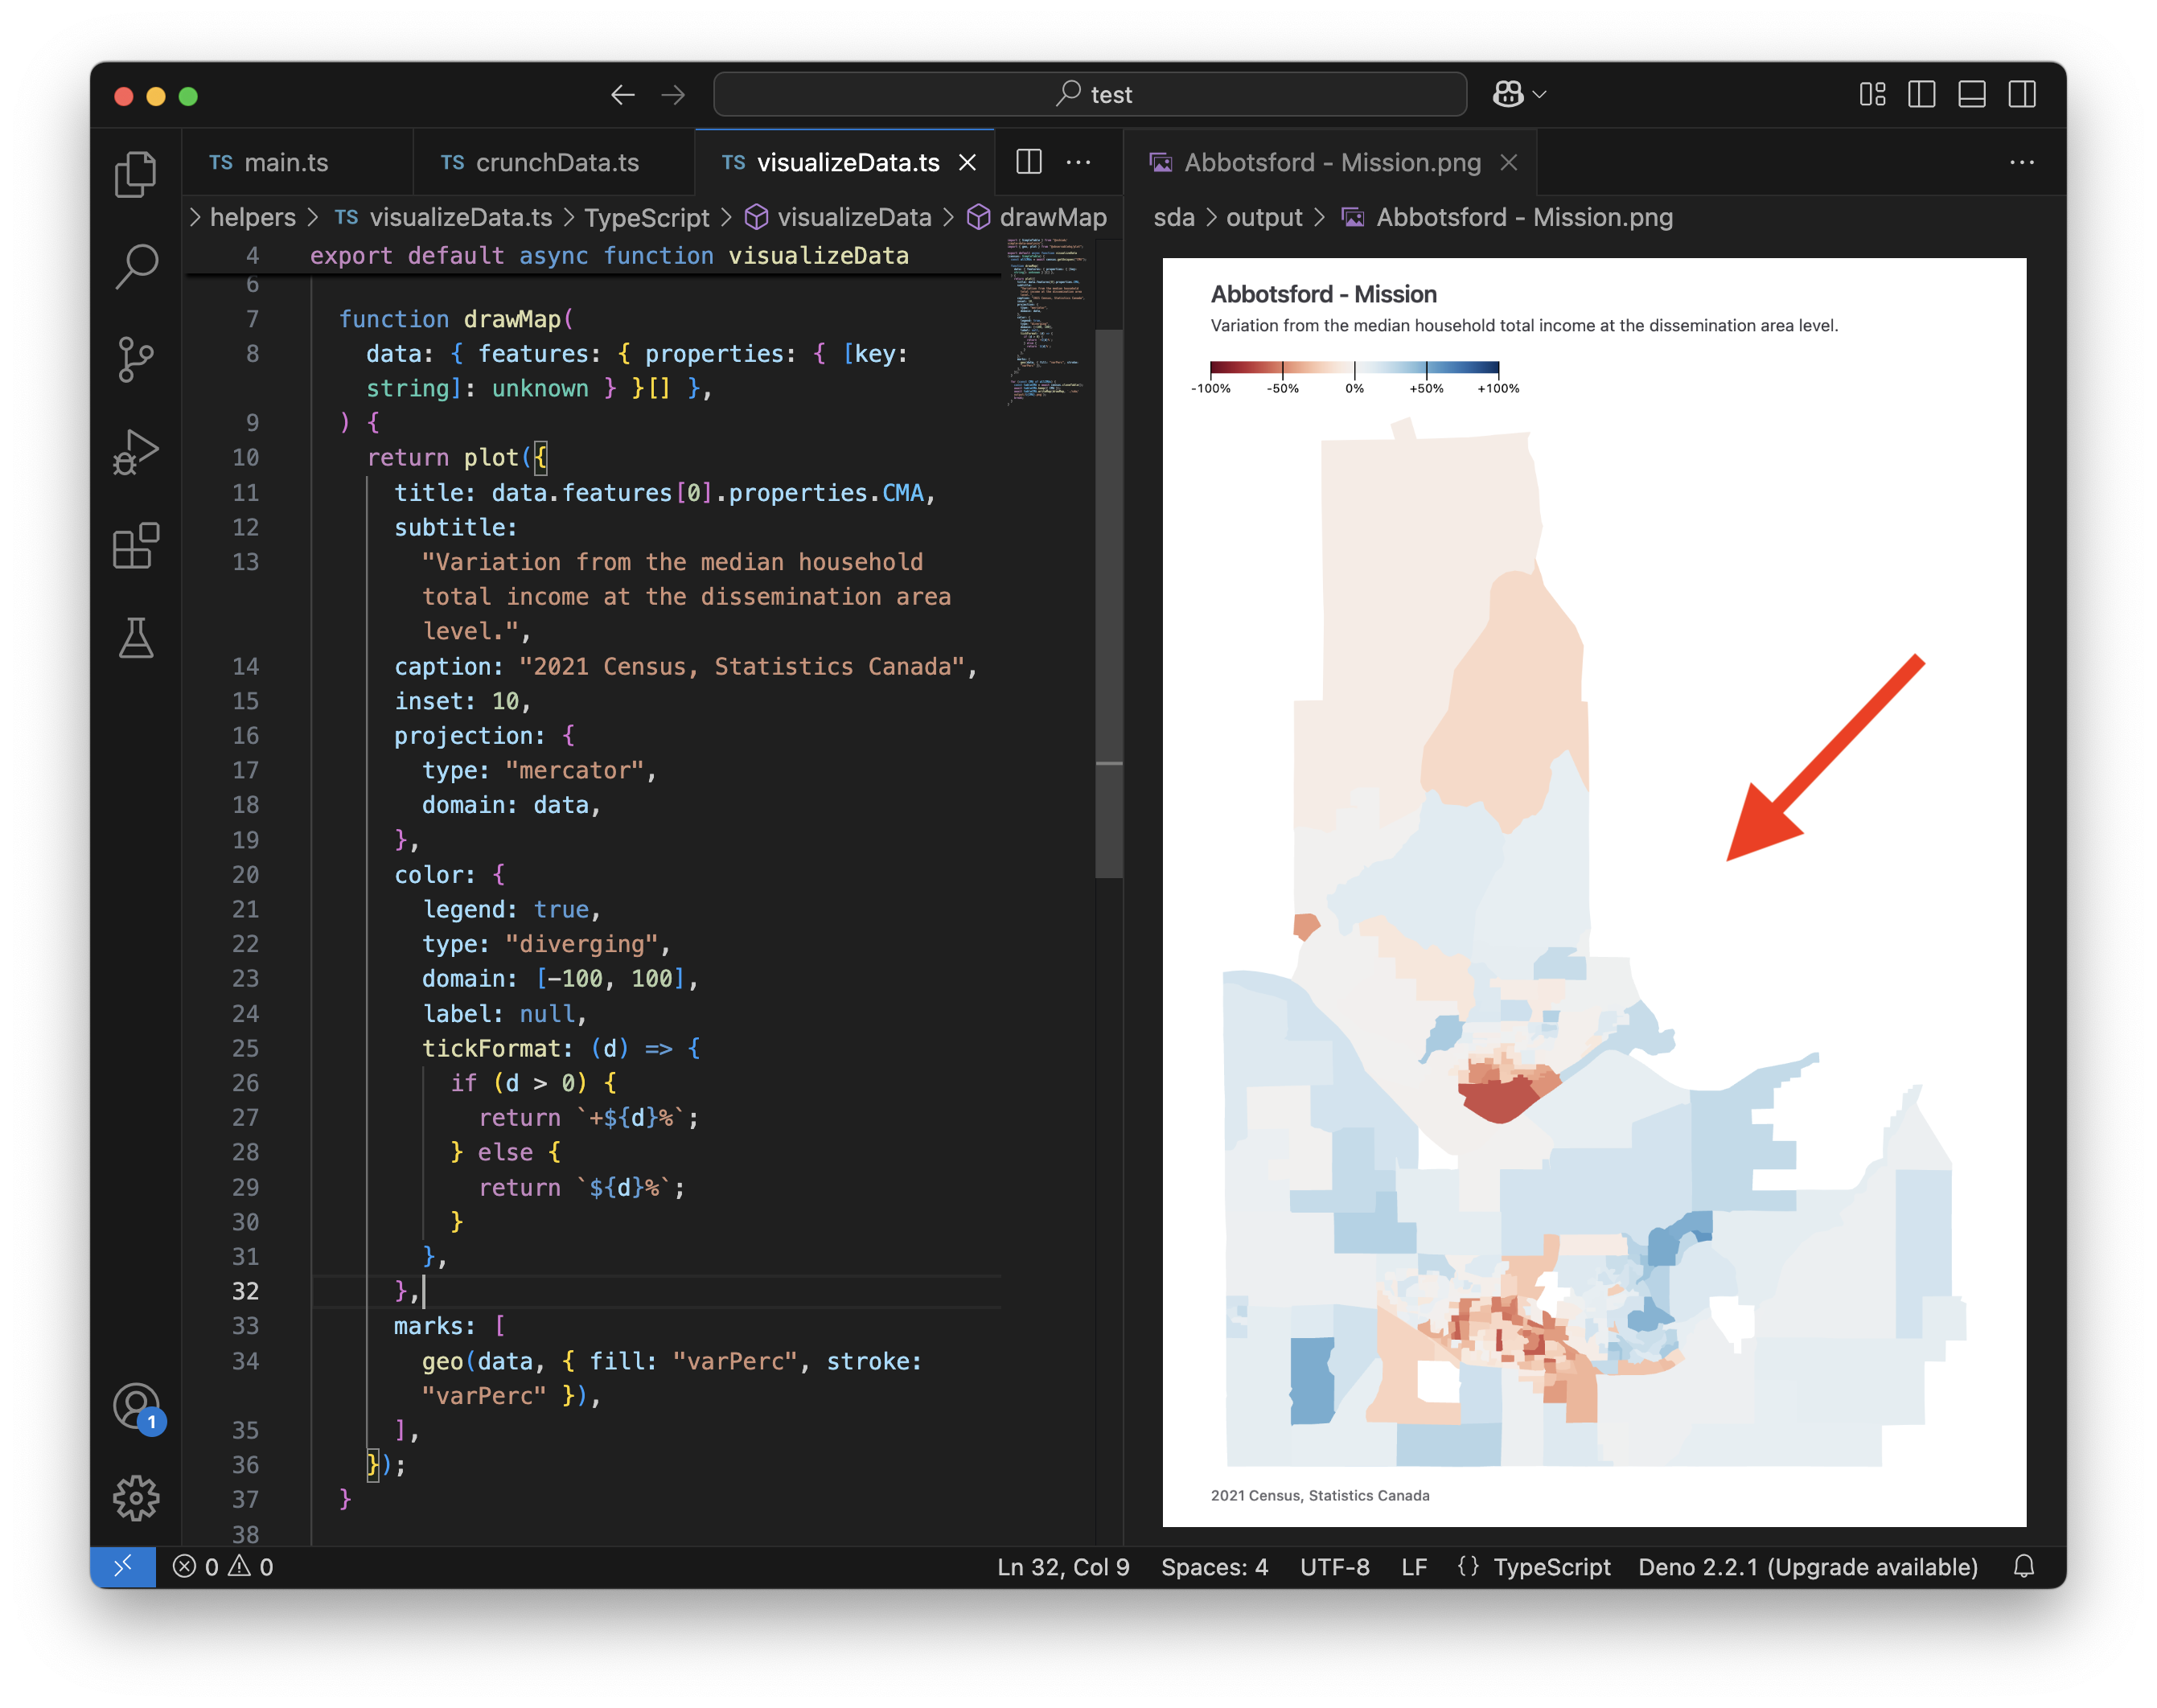 test
TS main.ts
TS crunchData.ts
TS visualizeData.ts
Abbotsford - Mission.png
helpers > TS visualizeData.ts > TypeScript > visualizeData > drawMap
sda > output > Abbotsford - Mission.png
4 export default async function visualizeData
6
7 function drawMap(
8 data: { features: { properties: { [key:
string]: unknown } }[] },
9 ) {
10 return plot({
11 title: data.features[0].properties.CMA,
12 subtitle:
13 "Variation from the median household
total income at the dissemination area
level.",
14 caption: "2021 Census, Statistics Canada",
15 inset: 10,
16 projection: {
17 type: "mercator",
18 domain: data,
19 },
20 color: {
21 legend: true,
22 type: "diverging",
23 domain: [-100, 100],
24 label: null,
25 tickFormat: (d) => {
26 if (d > 0) {
27 return `+${d}%`;
28 } else {
29 return `${d}%`;
30 }
31 },
32 },
33 marks: [
34 geo(data, { fill: "varPerc", stroke:
"varPerc" }),
35 ],
36 });
37 }
38
Abbotsford - Mission
Variation from the median household total income at the dissemination area level.
-100% -50% 0% +50% +100%
2021 Census, Statistics Canada
1
0 0
Ln 32, Col 9 Spaces: 4 UTF-8 LF {} TypeScript Deno 2.2.1 (Upgrade available)